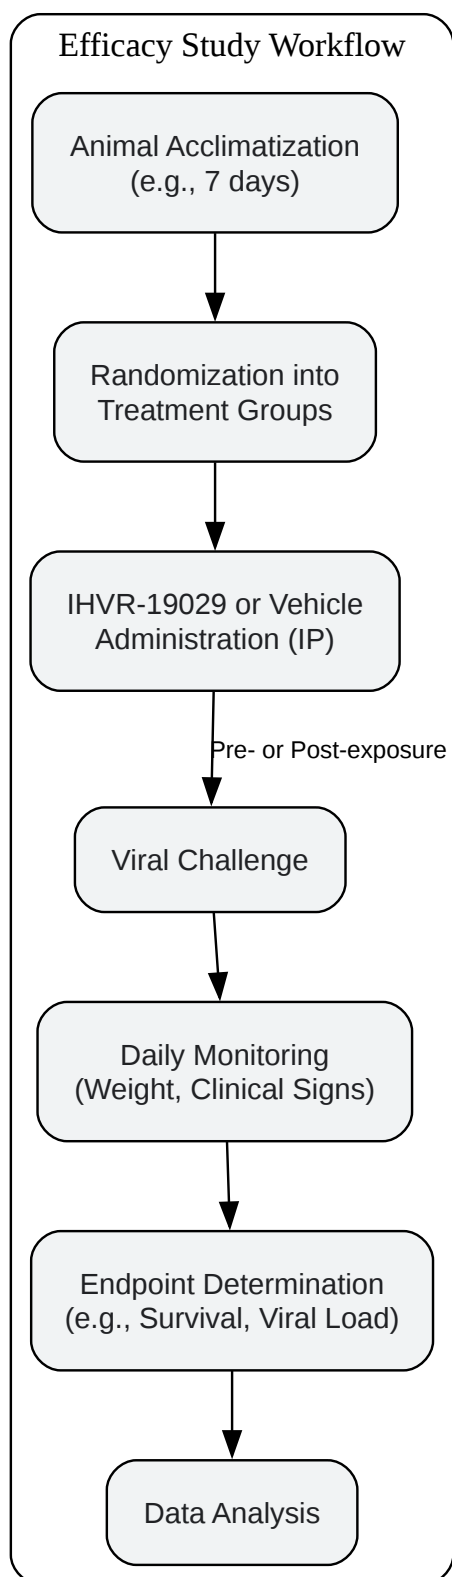 Efficacy Study Workflow
Animal Acclimatization
(e.g., 7 days)
Randomization into
Treatment Groups
IHVR-19029 or Vehicle
Administration (IP)
Pre- or Post-exposure
Viral Challenge
Daily Monitoring
(Weight, Clinical Signs)
Endpoint Determination
(e.g., Survival, Viral Load)
Data Analysis